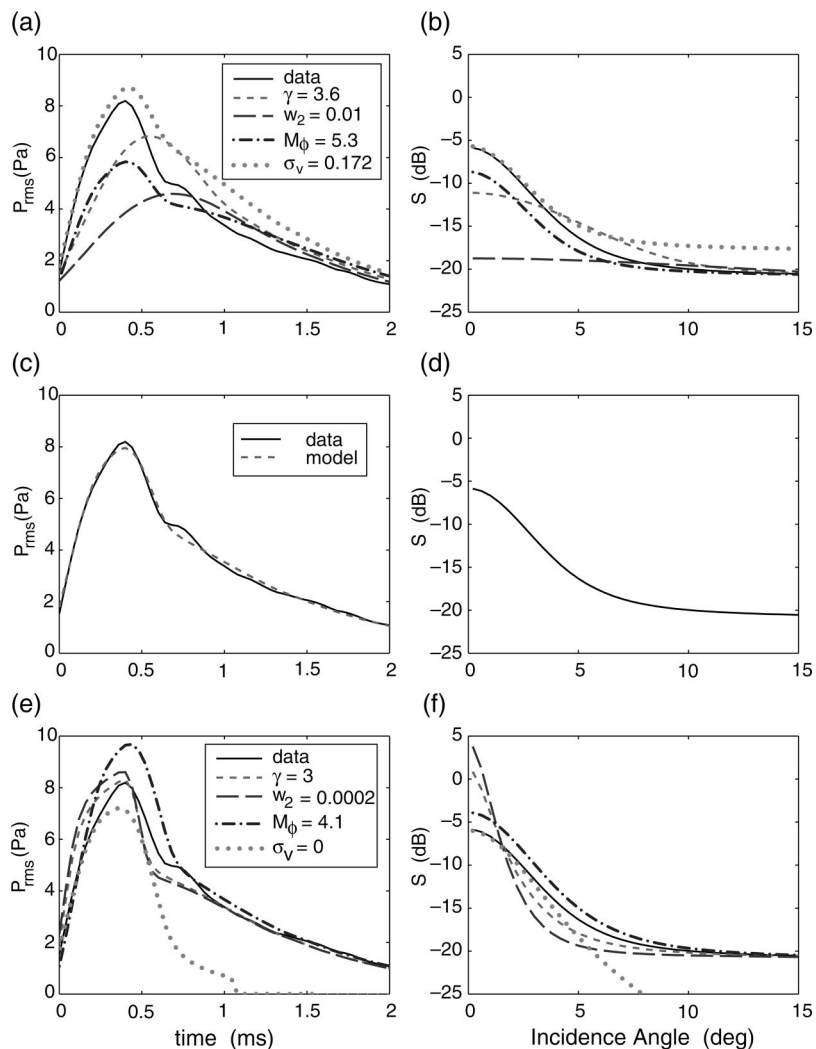 (a)
10
8
6
4
2
0
P_rms(Pa)
data
γ = 3.6
w₂ = 0.01
M_ϕ = 5.3
σ_v = 0.172
0 0.5 1 1.5 2
(b)
5
0
−5
−10
−15
−20
−25
S (dB)
0 5 10 15
(c)
10
8
6
4
2
0
P_rms(Pa)
data
model
0 0.5 1 1.5 2
(d)
5
0
−5
−10
−15
−20
−25
S (dB)
0 5 10 15
(e)
10
8
6
4
2
0
P_rms(Pa)
data
γ = 3
w₂ = 0.0002
M_ϕ = 4.1
σ_v = 0
0 0.5 1 1.5 2
time (ms)
(f)
5
0
−5
−10
−15
−20
−25
S (dB)
0 5 10 15
Incidence Angle (deg)